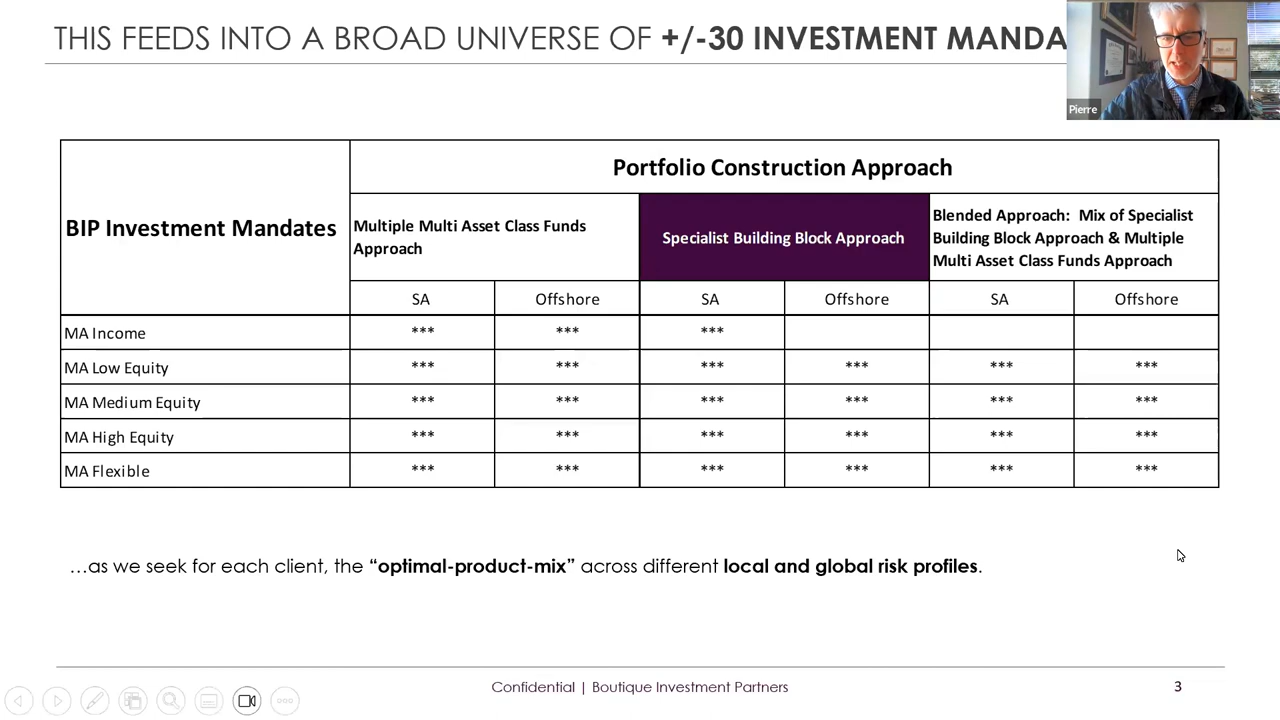 THIS FEEDS INTO A BROAD UNIVERSE OF +/-30 INVESTMENT MANDA
Pierre
BIP Investment Mandates
Portfolio Construction Approach
Multiple Multi Asset Class Funds
Approach
Specialist Building Block Approach
Blended Approach: Mix of Specialist
Building Block Approach & Multiple
Multi Asset Class Funds Approach
SA Offshore SA Offshore SA Offshore
MA Income *** *** ***
MA Low Equity *** *** *** *** *** ***
MA Medium Equity *** *** *** *** *** ***
MA High Equity *** *** *** *** *** ***
MA Flexible *** *** *** *** *** ***
…as we seek for each client, the “optimal-product-mix” across different local and global risk profiles.
Confidential | Boutique Investment Partners
3